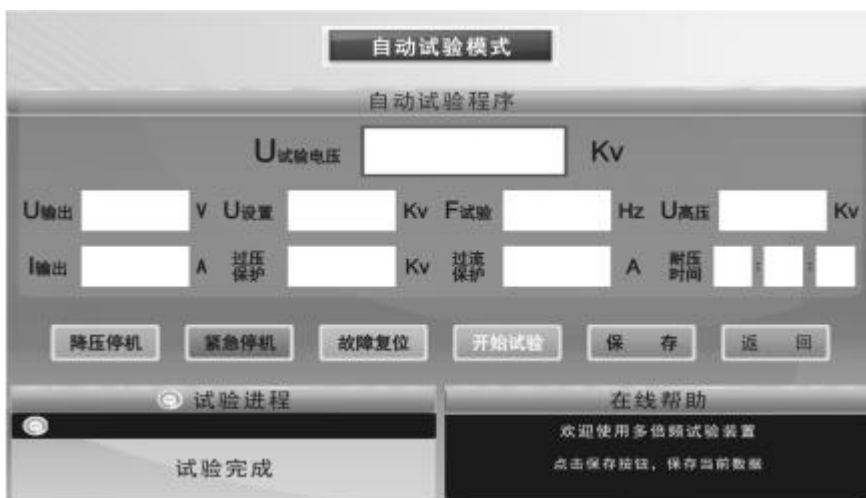 自动试验模式
自动试验程序
U试验电压 Kv
U输出 V U设置 Kv F试验 Hz U高压 Kv
I输出 A 过压保护 Kv 过流保护 A 耐压时间 : :
降压停机 紧急停机 故障复位 开始试验 保 存 返 回
试验进程 在线帮助
欢迎使用多倍频试验装置
试验完成 点击保存按钮，保存当前数据